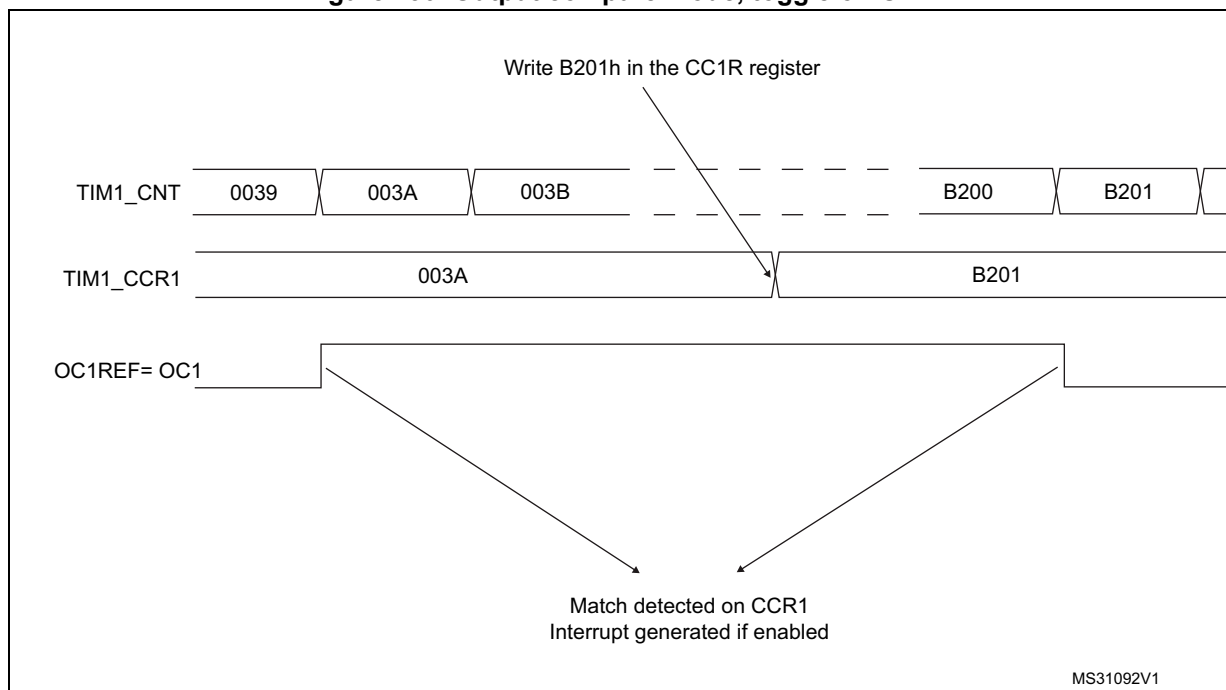 Write B201h in the CC1R register
TIM1_CNT 0039 003A 003B B200 B201
TIM1_CCR1 003A B201
OC1REF= OC1
Match detected on CCR1
Interrupt generated if enabled
MS31092V1